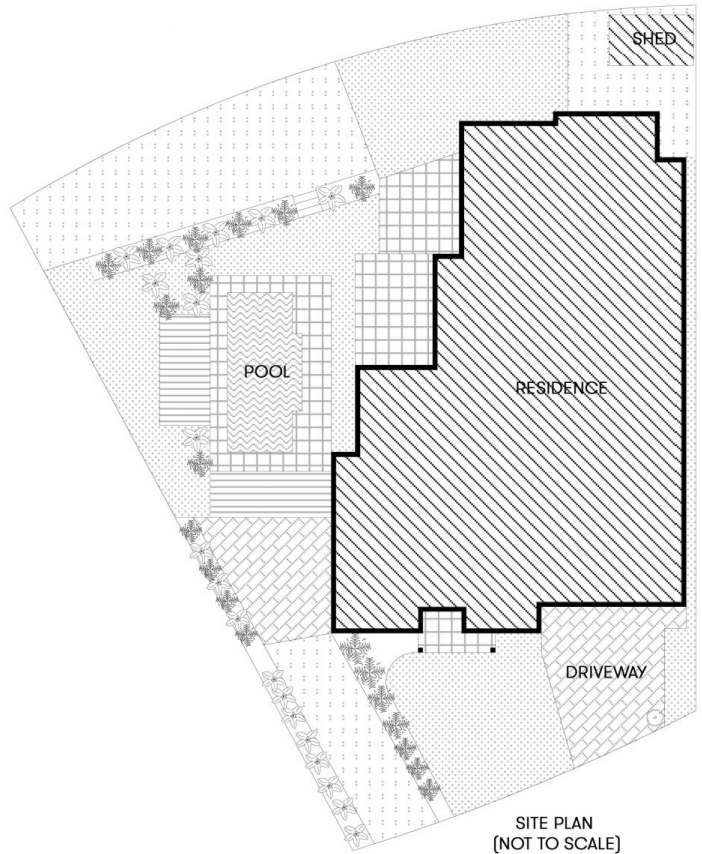 SHED
POOL
RESIDENCE
DRIVEWAY
SITE PLAN
(NOT TO SCALE)